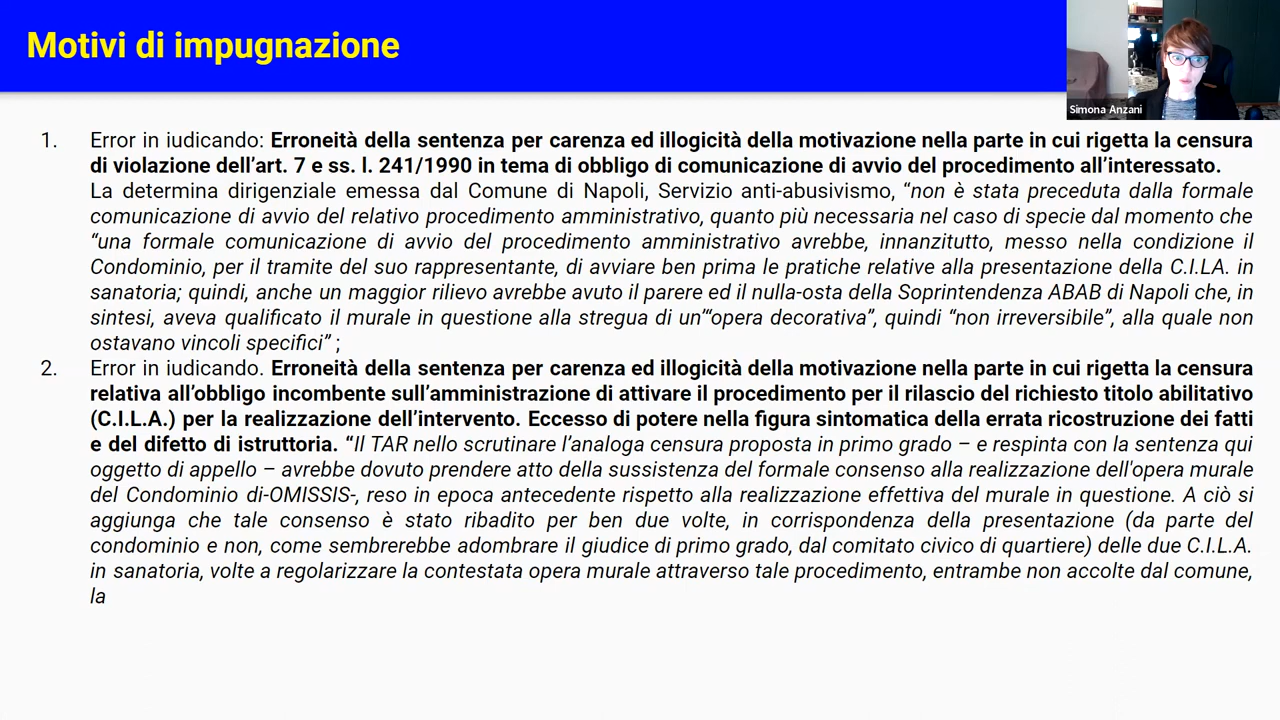 Motivi di impugnazione
Simona Anzani
1. Error in iudicando: Erroneità della sentenza per carenza ed illogicità della motivazione nella parte in cui rigetta la censura
di violazione dell’art. 7 e ss. l. 241/1990 in tema di obbligo di comunicazione di avvio del procedimento all’interessato.
La determina dirigenziale emessa dal Comune di Napoli, Servizio anti-abusivismo, “non è stata preceduta dalla formale
comunicazione di avvio del relativo procedimento amministrativo, quanto più necessaria nel caso di specie dal momento che
“una formale comunicazione di avvio del procedimento amministrativo avrebbe, innanzitutto, messo nella condizione il
Condominio, per il tramite del suo rappresentante, di avviare ben prima le pratiche relative alla presentazione della C.I.LA. in
sanatoria; quindi, anche un maggior rilievo avrebbe avuto il parere ed il nulla-osta della Soprintendenza ABAB di Napoli che, in
sintesi, aveva qualificato il murale in questione alla stregua di un’“opera decorativa”, quindi “non irreversibile”, alla quale non
ostavano vincoli specifici” ;
2. Error in iudicando. Erroneità della sentenza per carenza ed illogicità della motivazione nella parte in cui rigetta la censura
relativa all’obbligo incombente sull’amministrazione di attivare il procedimento per il rilascio del richiesto titolo abilitativo
(C.I.L.A.) per la realizzazione dell’intervento. Eccesso di potere nella figura sintomatica della errata ricostruzione dei fatti
e del difetto di istruttoria. “Il TAR nello scrutinare l’analoga censura proposta in primo grado – e respinta con la sentenza qui
oggetto di appello – avrebbe dovuto prendere atto della sussistenza del formale consenso alla realizzazione dell'opera murale
del Condominio di-OMISSIS-, reso in epoca antecedente rispetto alla realizzazione effettiva del murale in questione. A ciò si
aggiunga che tale consenso è stato ribadito per ben due volte, in corrispondenza della presentazione (da parte del
condominio e non, come sembrerebbe adombrare il giudice di primo grado, dal comitato civico di quartiere) delle due C.I.L.A.
in sanatoria, volte a regolarizzare la contestata opera murale attraverso tale procedimento, entrambe non accolte dal comune,
la